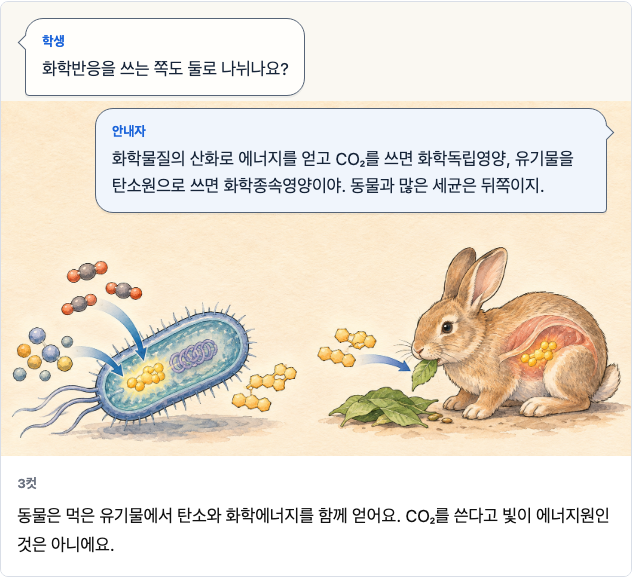 학생
화학반응을 쓰는 쪽도 둘로 나뉘나요?
안내자
화학물질의 산화로 에너지를 얻고 CO₂를 쓰면 화학독립영양, 유기물을
탄소원으로 쓰면 화학종속영양이야. 동물과 많은 세균은 뒤쪽이지.
3컷
동물은 먹은 유기물에서 탄소와 화학에너지를 함께 얻어요. CO₂를 쓴다고 빛이 에너지원인
것은 아니에요.